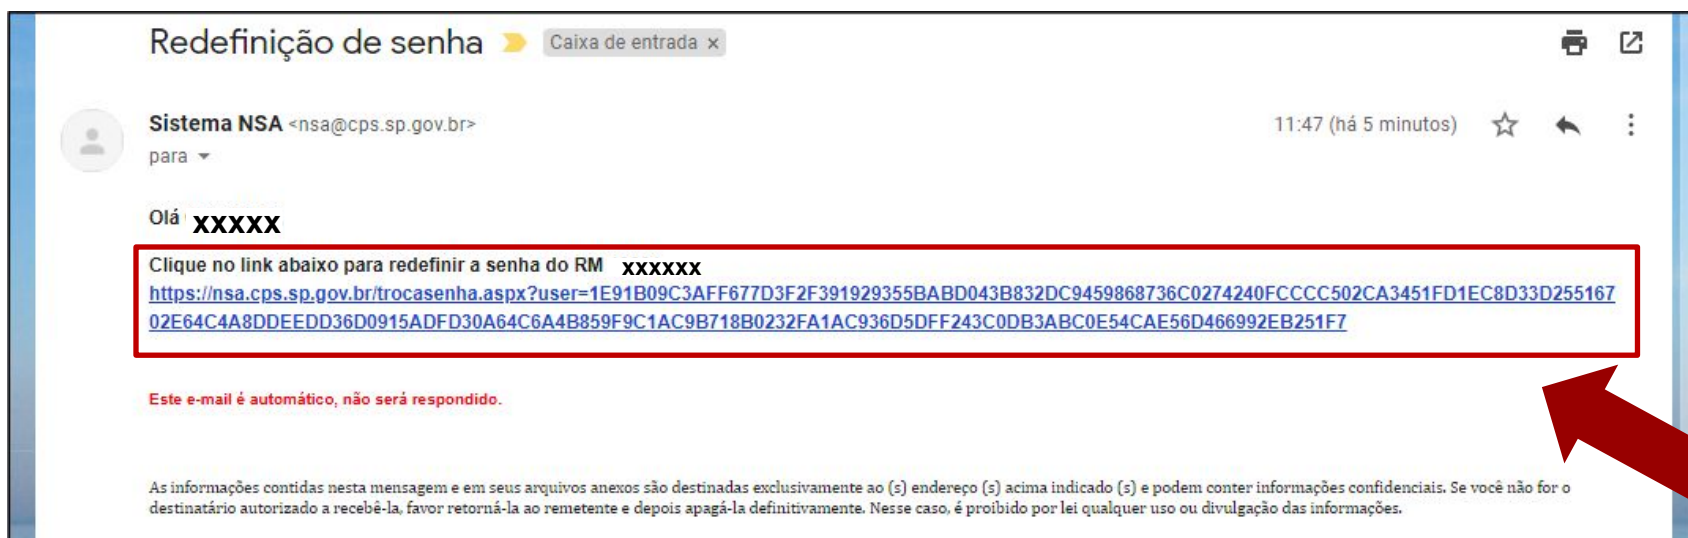 Redefinição de senha Caixa de entrada x
Sistema NSA <nsa@cps.sp.gov.br> 11:47 (há 5 minutos)
para
Olá xxxxx
Clique no link abaixo para redefinir a senha do RM xxxxxx
https://nsa.cps.sp.gov.br/trocasenha.aspx?user=1E91B09C3AFF677D3F2F391929355BABD043B832DC9459868736C0274240FCCCC502CA3451FD1EC8D33D255167
02E64C4A8DDEEDD36D0915ADFD30A64C6A4B859F9C1AC9B718B0232FA1AC936D5DFF243C0DB3ABC0E54CAE56D466992EB251F7
Este e-mail é automático, não será respondido.
As informações contidas nesta mensagem e em seus arquivos anexos são destinadas exclusivamente ao (s) endereço (s) acima indicado (s) e podem conter informações confidenciais. Se você não for o
destinatário autorizado a recebê-la, favor retorná-la ao remetente e depois apagá-la definitivamente. Nesse caso, é proibido por lei qualquer uso ou divulgação das informações.